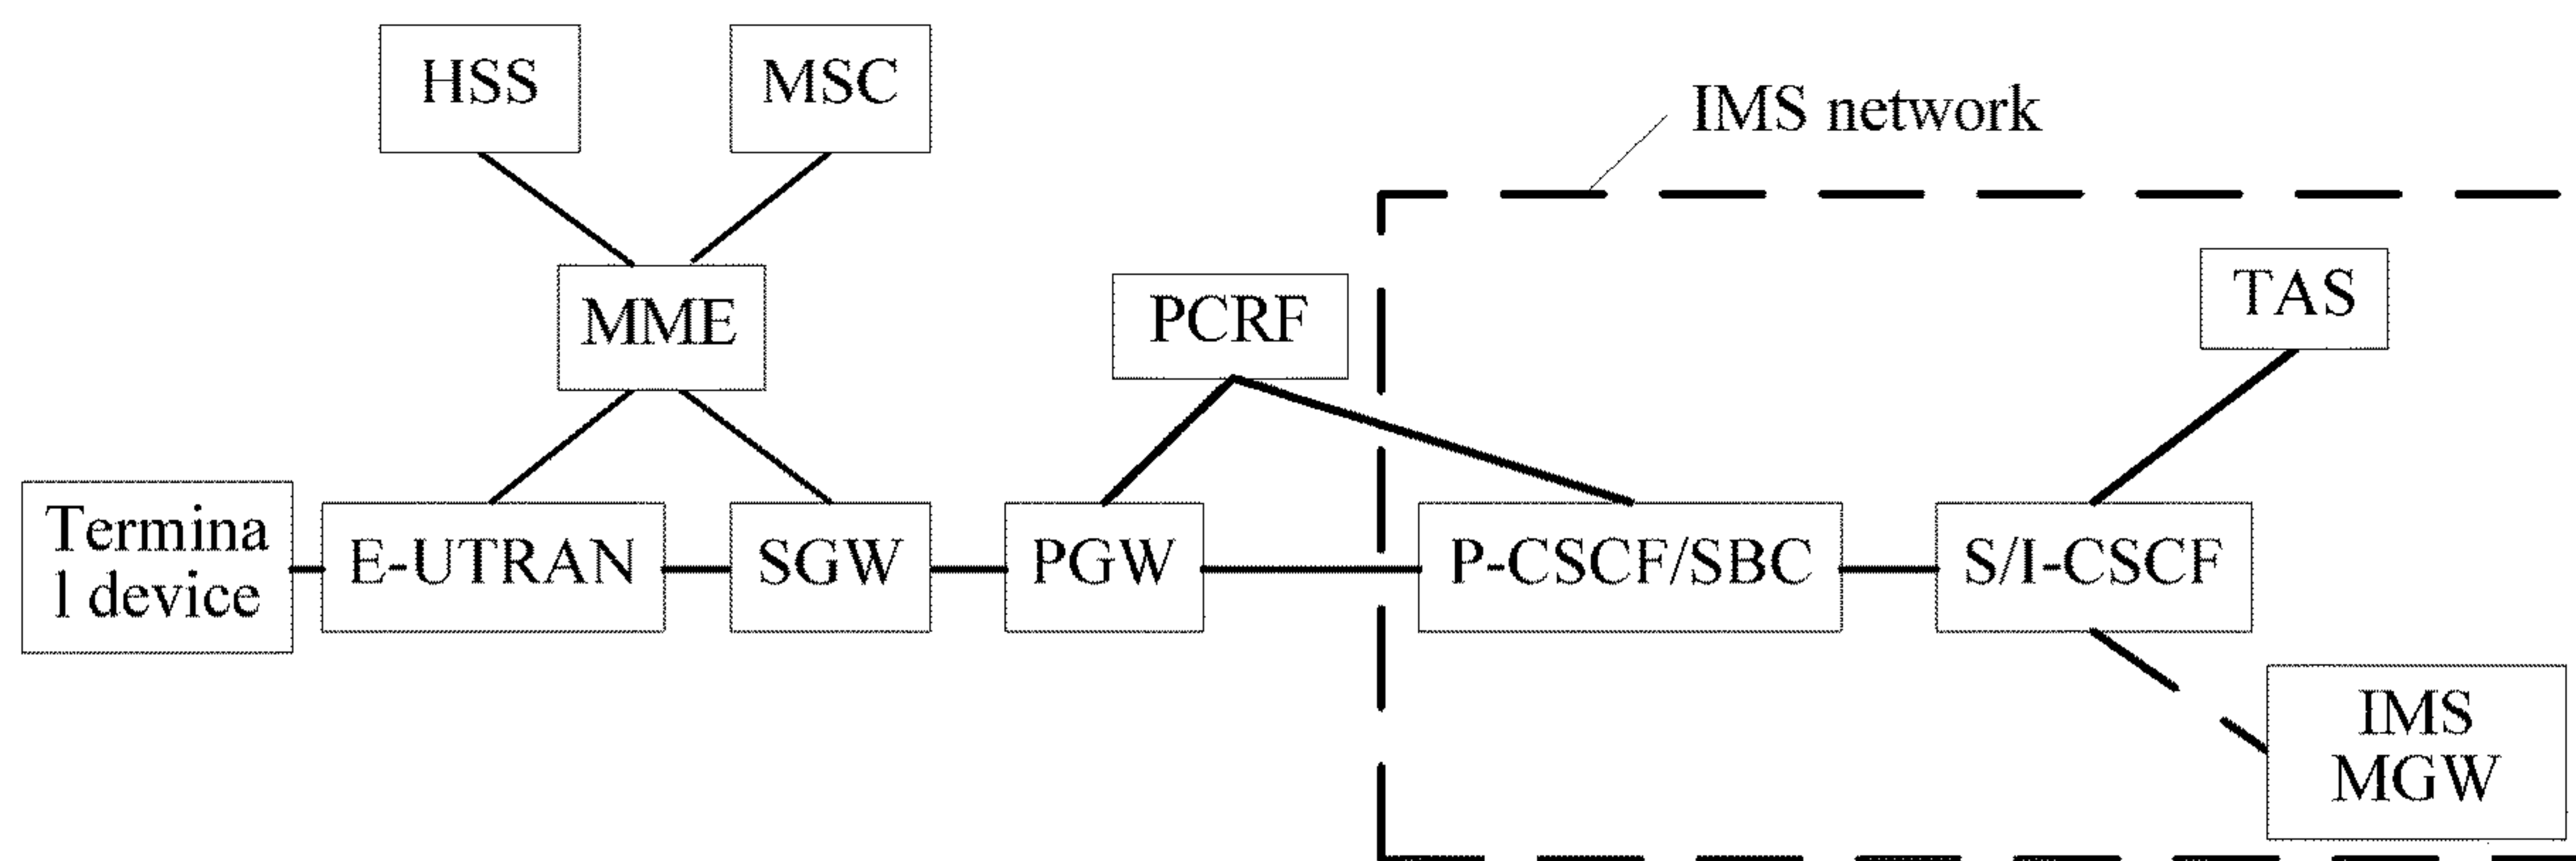 HSS
MSC
IMS network
MME
PCRF
TAS
Termina
l device
E-UTRAN
SGW
PGW
P-CSCF/SBC
S/I-CSCF
IMS
MGW